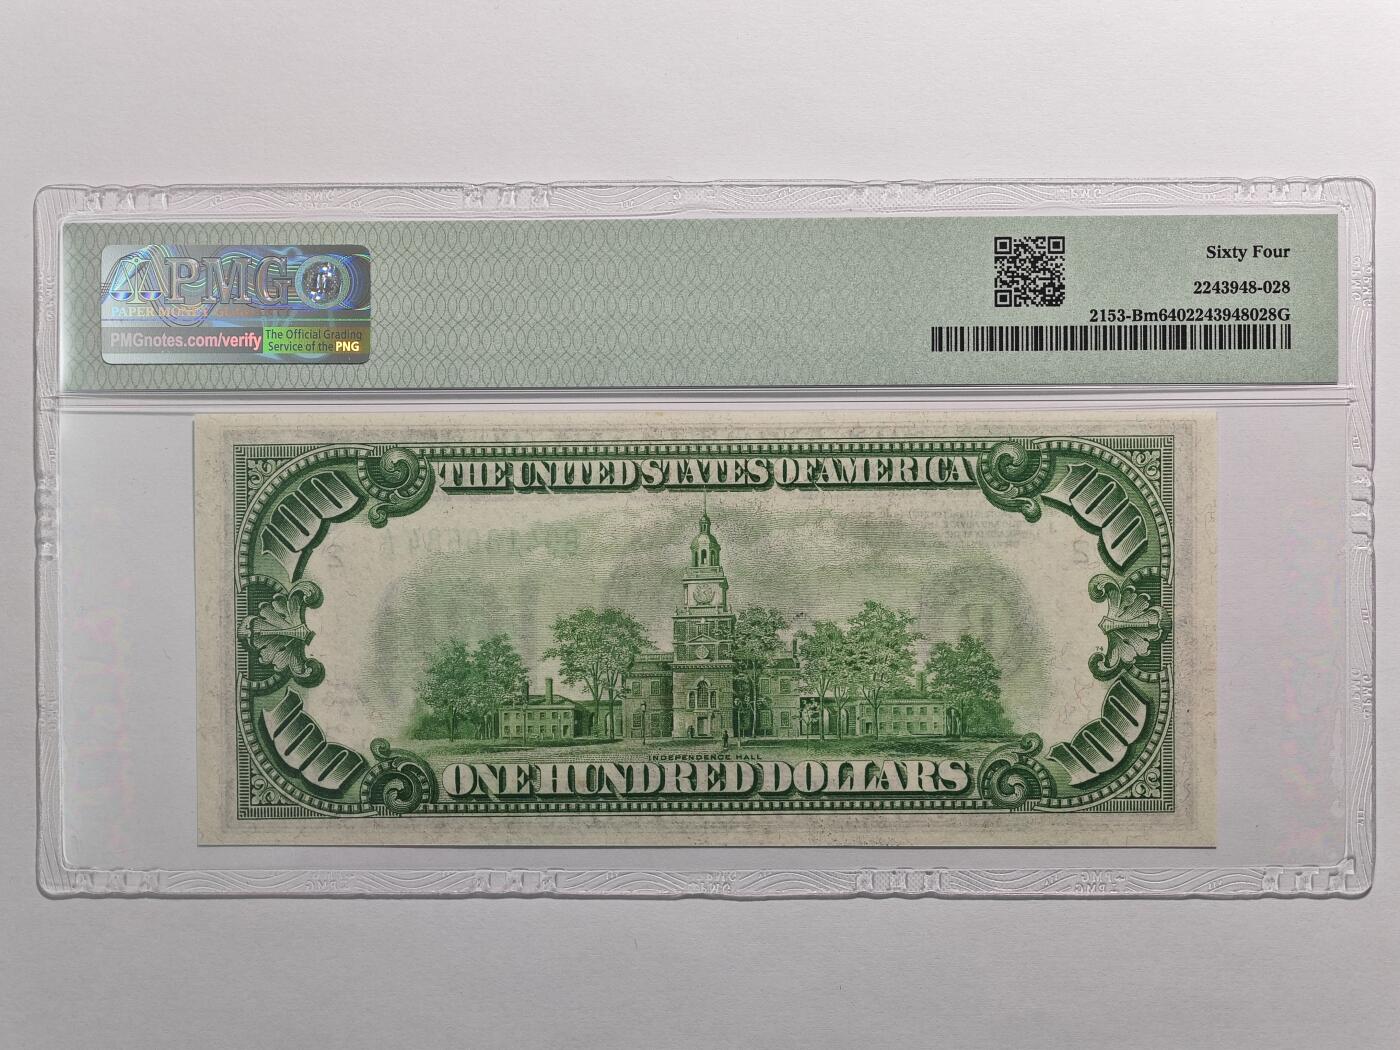 PMG
PAPER MONEY GUARANTY
PMGnotes.com/verify
The Official Grading
Service of the PNG
Sixty Four
2243948-028
2153-Bm6402243948028G
THE UNITED STATES OF AMERICA
100
100
100
100
INDEPENDENCE HALL
ONE HUNDRED DOLLARS